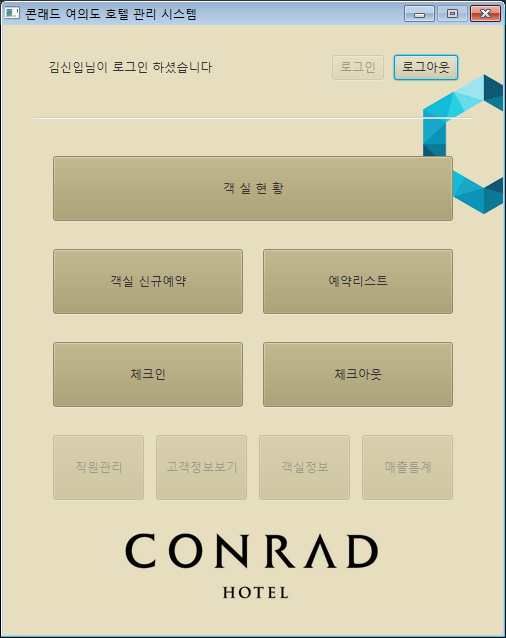 콘래드 여의도 호텔 관리 시스템
김신입님이 로그인 하셨습니다 로그인 로그아웃
객 실 현 황
객실 신규예약 예약리스트
체크인 체크아웃
직원관리 고객정보보기 객실정보 매출통계
CONRAD
HOTEL